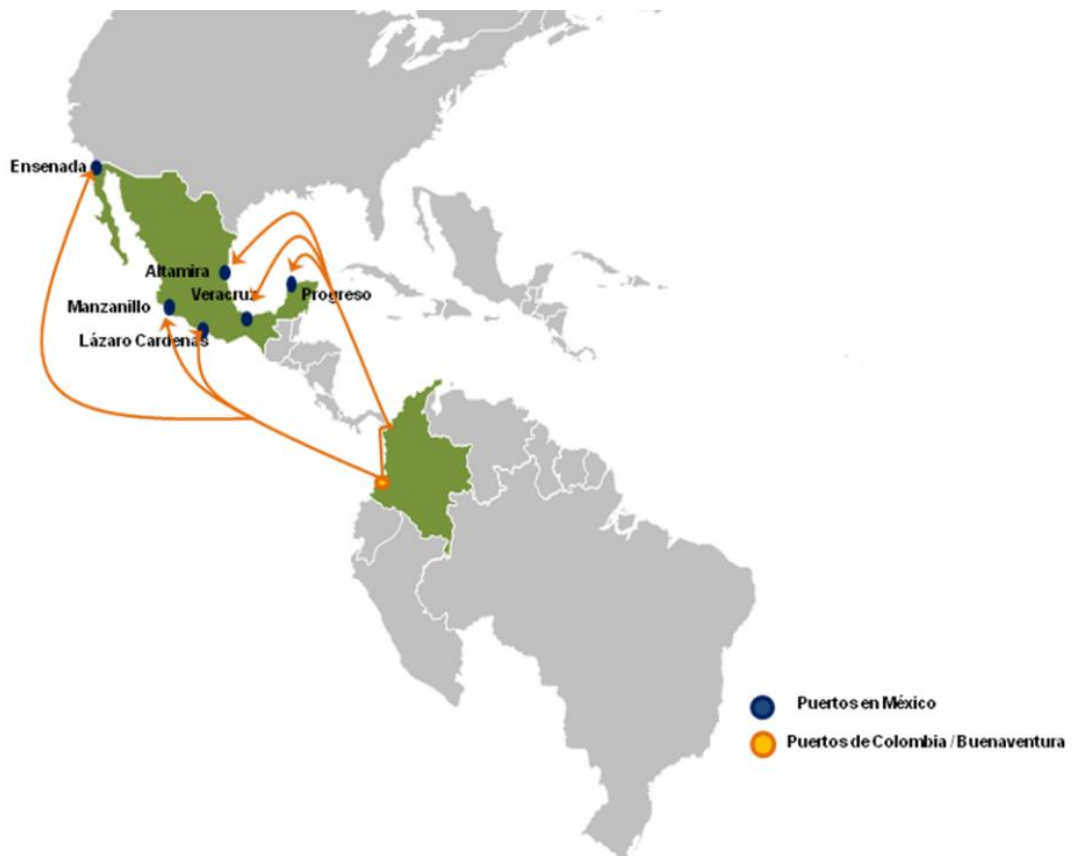 Ensenada
Altamira
Veracruz
Progreso
Manzanillo
Lázaro Cardenas
Puertos en México
Puertos de Colombia / Buenaventura